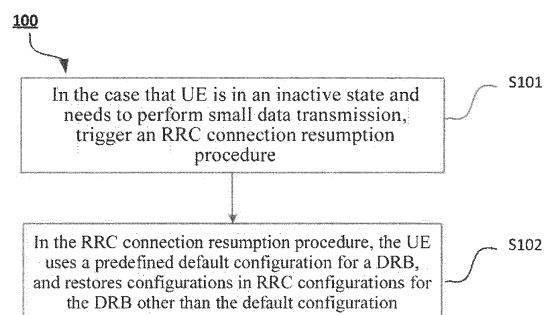 100
In the case that UE is in an inactive state and
needs to perform small data transmission,
trigger an RRC connection resumption
procedure
S101
In the RRC connection resumption procedure, the UE
uses a predefined default configuration for a DRB,
and restores configurations in RRC configurations for
the DRB other than the default configuration
S102